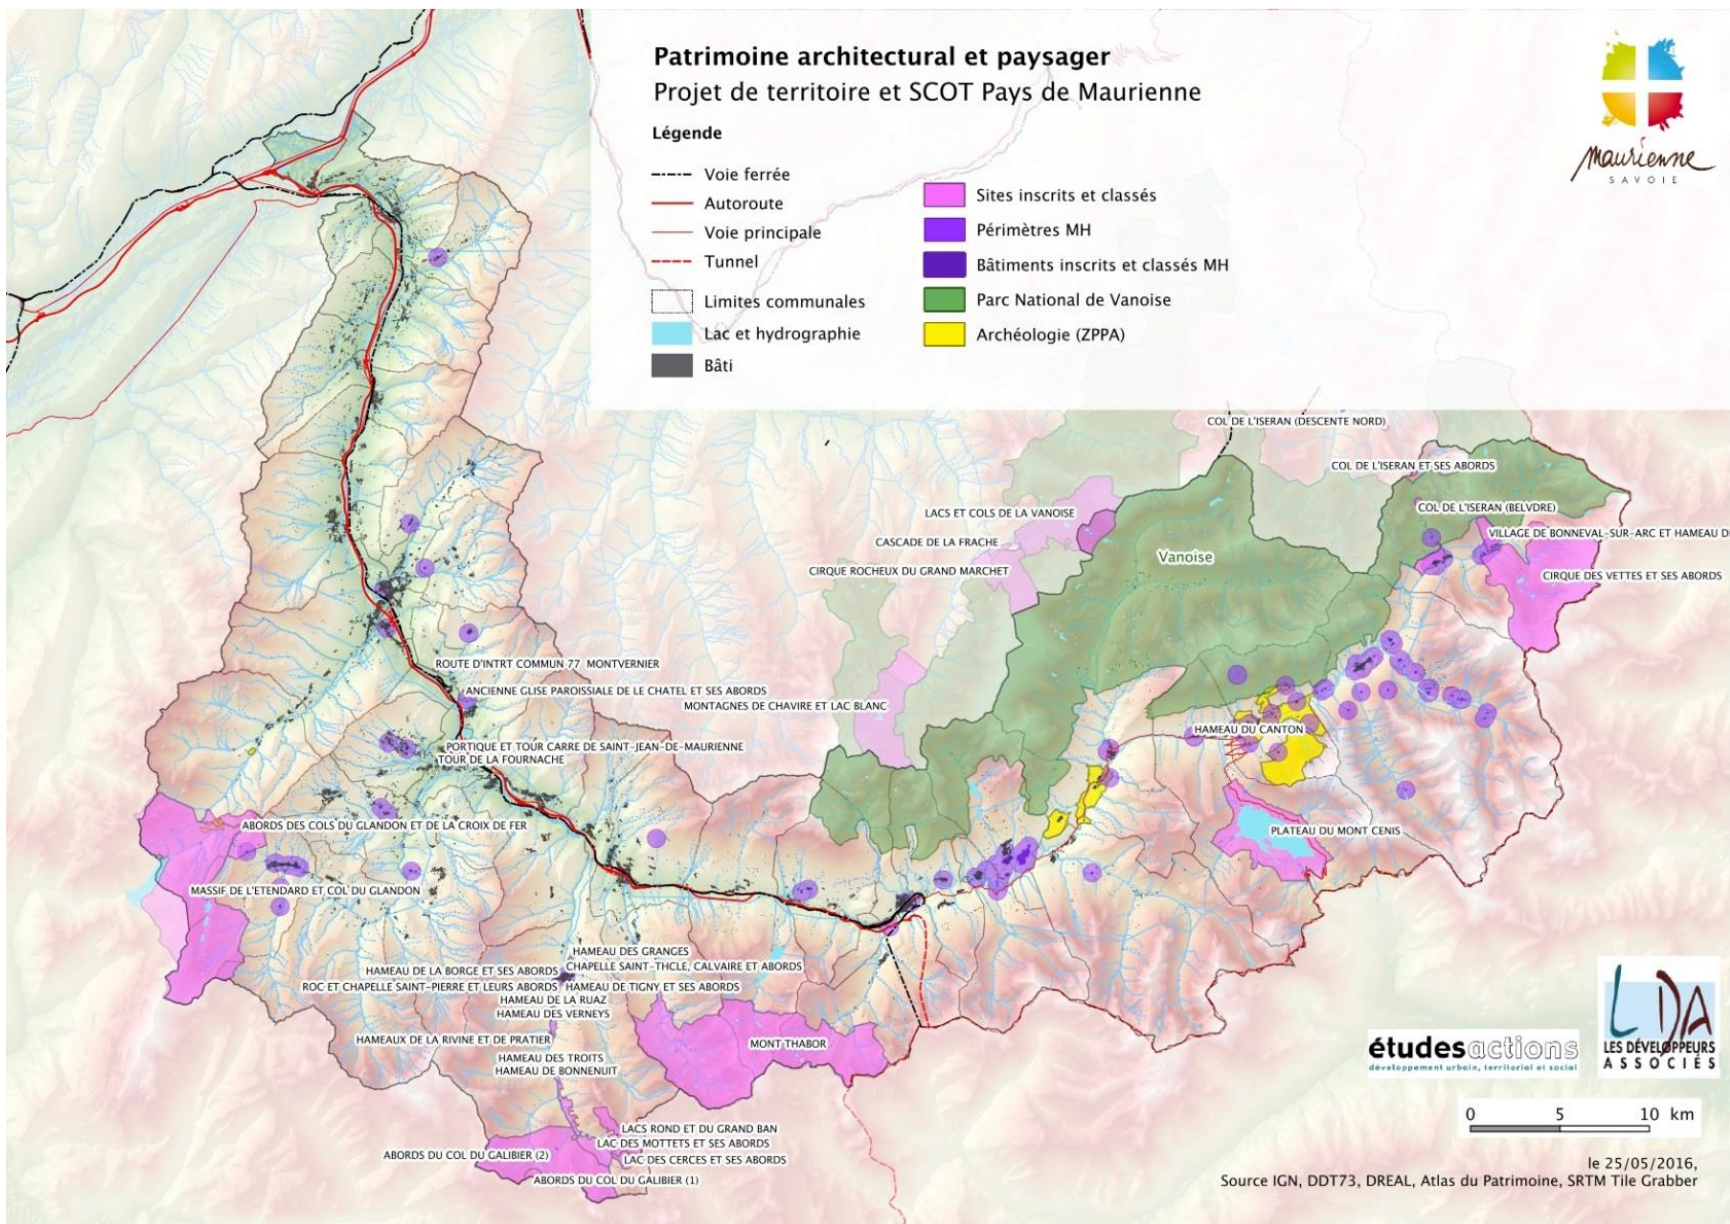 Patrimoine architectural et paysager
Projet de territoire et SCOT Pays de Maurienne
Légende
Voie ferrée
Autoroute
Voie principale
Tunnel
Limites communales
Lac et hydrographie
Bâti
Sites inscrits et classés
Périmètres MH
Bâtiments inscrits et classés MH
Parc National de Vanoise
Archéologie (ZPPA)
maurienne
SAVOIE
COL DE L'ISERAN (DESCENTE NORD)
COL DE L'ISERAN ET SES ABORDS
COL DE L'ISERAN (BELVDRE)
LACS ET COLS DE LA VANOISE
VILLAGE DE BONNEVAL-SUR-ARC ET HAMEAU D
CASCADE DE LA FRACHE
Vanoise
CIRQUE ROCHEUX DU GRAND MARCHET
CIRQUE DES VETTES ET SES ABORDS
ROUTE D'INTRT COMMUN 77 MONTVERNIER
ANCIENNE GLISE PAROISSIALE DE LE CHATEL ET SES ABORDS
MONTAGNES DE CHAVIRE ET LAC BLANC
HAMEAU DU CANTON
PORTIQUE ET TOUR CARRE DE SAINT-JEAN-DE-MAURIENNE
TOUR DE LA FOURNACHE
ABORDS DES COLS DU GLANDON ET DE LA CROIX DE FER
PLATEAU DU MONT CENIS
MASSIF DE L'ETENDARD ET COL DU GLANDON
HAMEAU DES GRANGES
HAMEAU DE LA BORGE ET SES ABORDS
CHAPELLE SAINT-THCLE, CALVAIRE ET ABORDS
ROC ET CHAPELLE SAINT-PIERRE ET LEURS ABORDS
HAMEAU DE TIGNY ET SES ABORDS
HAMEAU DE LA RUAZ
HAMEAU DES VERNEYS
HAMEAUX DE LA RIVINE ET DE PRATIER
MONT THABOR
HAMEAU DES TROITS
HAMEAU DE BONNENUIT
LACS ROND ET DU GRAND BAN
LAC DES MOTTETS ET SES ABORDS
ABORDS DU COL DU GALIBIER (2)
LAC DES CERCES ET SES ABORDS
ABORDS DU COL DU GALIBIER (1)
étudesactions
développement urbain, territorial et social
LDA
LES DÉVELOPPEURS
ASSOCIÉS
0 5 10 km
le 25/05/2016,
Source IGN, DDT73, DREAL, Atlas du Patrimoine, SRTM Tile Grabber